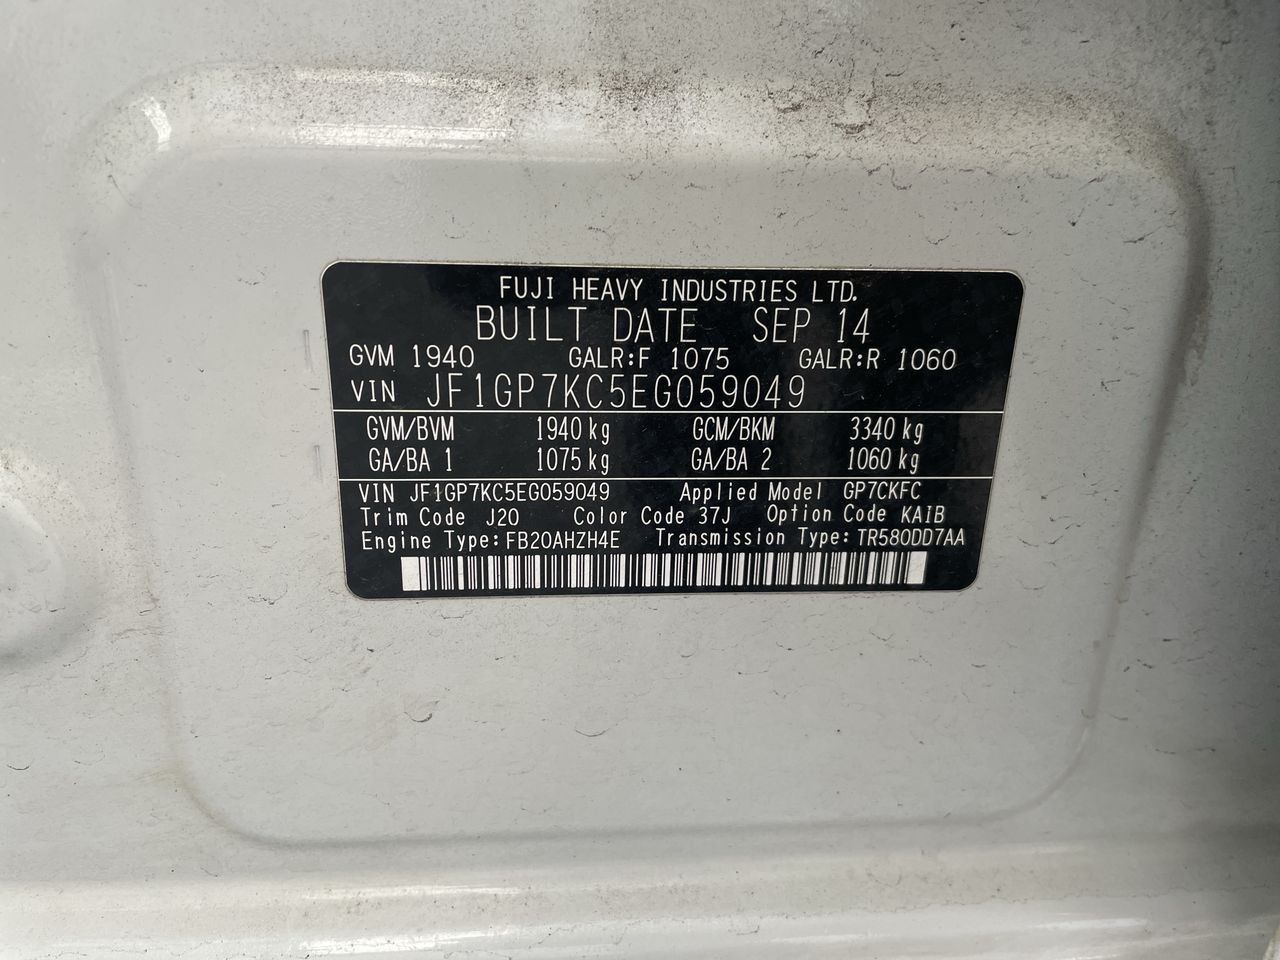 FUJI HEAVY INDUSTRIES LTD.
BUILT DATE SEP 14
GVM 1940 GALR:F 1075 GALR:R 1060
VIN JF1GP7KC5EG059049
GVM/BVM 1940 kg GCM/BKM 3340 kg
GA/BA 1 1075 kg GA/BA 2 1060 kg
VIN JF1GP7KC5EG059049 Applied Model GP7CKFC
Trim Code J20 Color Code 37J Option Code KAIB
Engine Type: FB20AHZH4E Transmission Type: TR580DD7AA